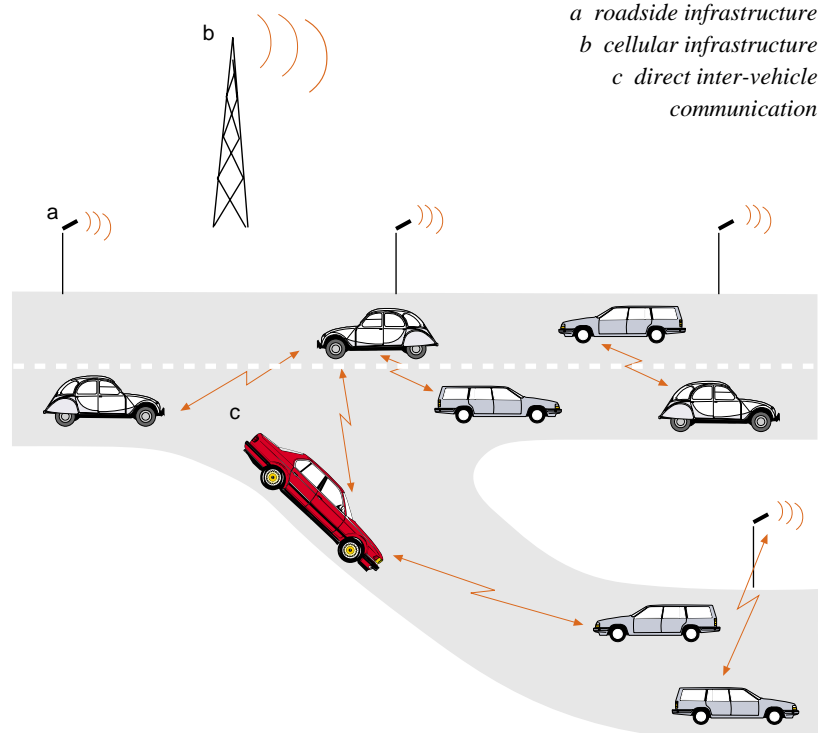 a roadside infrastructure
b cellular infrastructure
c direct inter-vehicle
communication
b
a
c